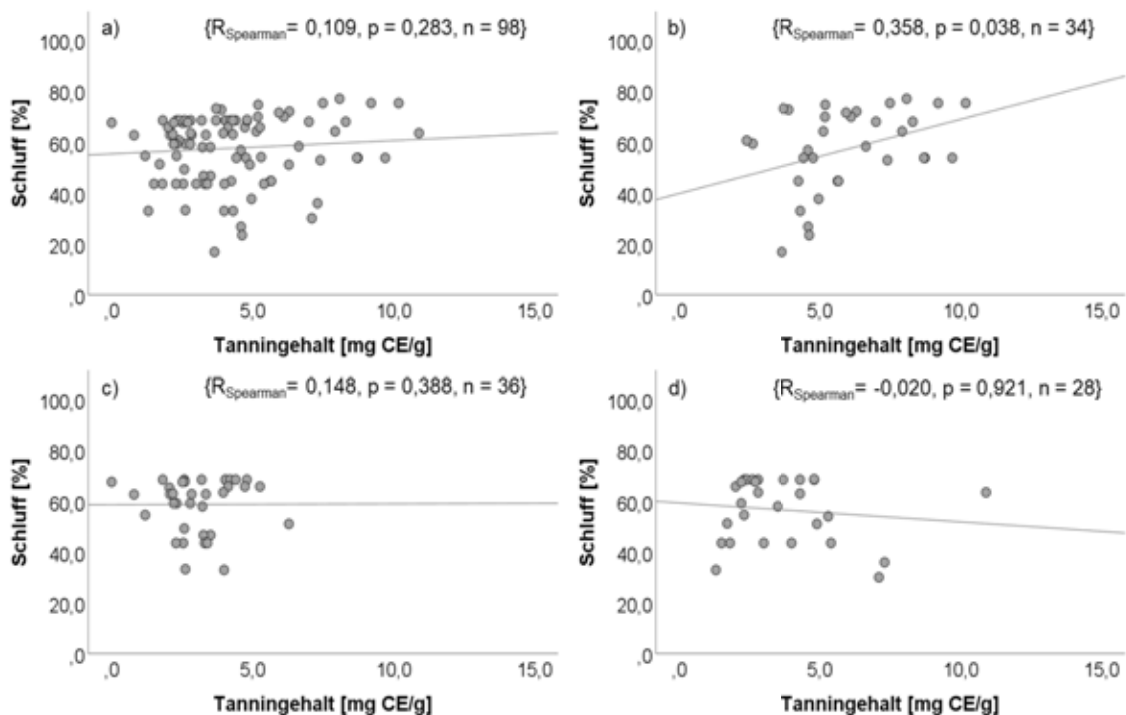 a) {R_Spearman= 0,109, p = 0,283, n = 98}
100,0
80,0
60,0
40,0
20,0
,0
Schluff [%]
,0 5,0 10,0 15,0
Tanningehalt [mg CE/g]
b) {R_Spearman= 0,358, p = 0,038, n = 34}
100,0
80,0
60,0
40,0
20,0
,0
Schluff [%]
,0 5,0 10,0 15,0
Tanningehalt [mg CE/g]
c) {R_Spearman= 0,148, p = 0,388, n = 36}
100,0
80,0
60,0
40,0
20,0
,0
Schluff [%]
,0 5,0 10,0 15,0
Tanningehalt [mg CE/g]
d) {R_Spearman= -0,020, p = 0,921, n = 28}
100,0
80,0
60,0
40,0
20,0
,0
Schluff [%]
,0 5,0 10,0 15,0
Tanningehalt [mg CE/g]